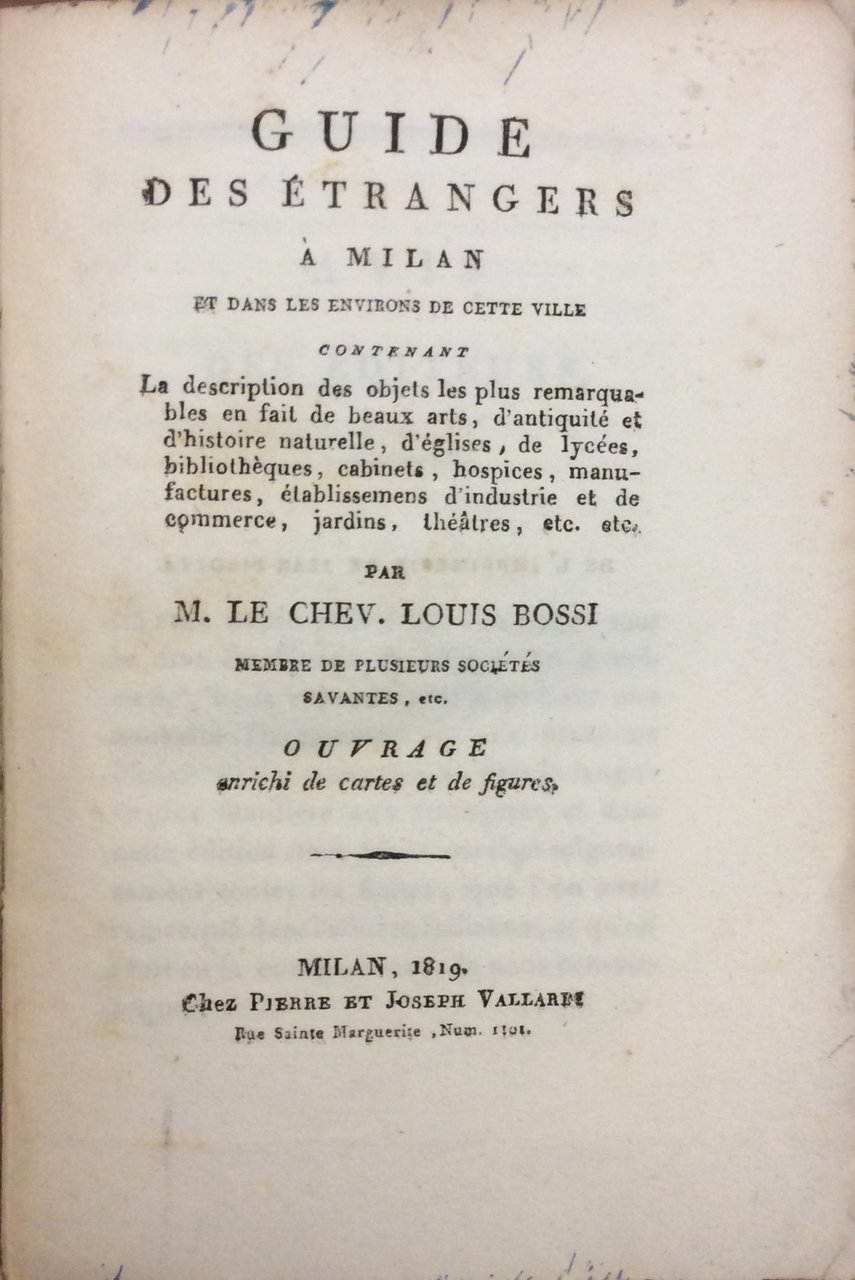 GUIDE
DES ÉTRANGERS
À MILAN
ET DANS LES ENVIRONS DE CETTE VILLE
CONTENANT
La description des objets les plus remarqua-
bles en fait de beaux arts, d'antiquité et
d'histoire naturelle, d'églises, de lycées,
bibliothèques, cabinets, hospices, manu-
factures, établissemens d'industrie et de
commerce, jardins, théâtres, etc. etc.
PAR
M. LE CHEV. LOUIS BOSSI
MEMBRE DE PLUSIEURS SOCIÉTÉS
SAVANTES, etc.
OUVRAGE
enrichi de cartes et de figures.
MILAN, 1819.
Chez PIERRE ET JOSEPH VALLARDI
Rue Sainte Marguerite, Num. 1101.